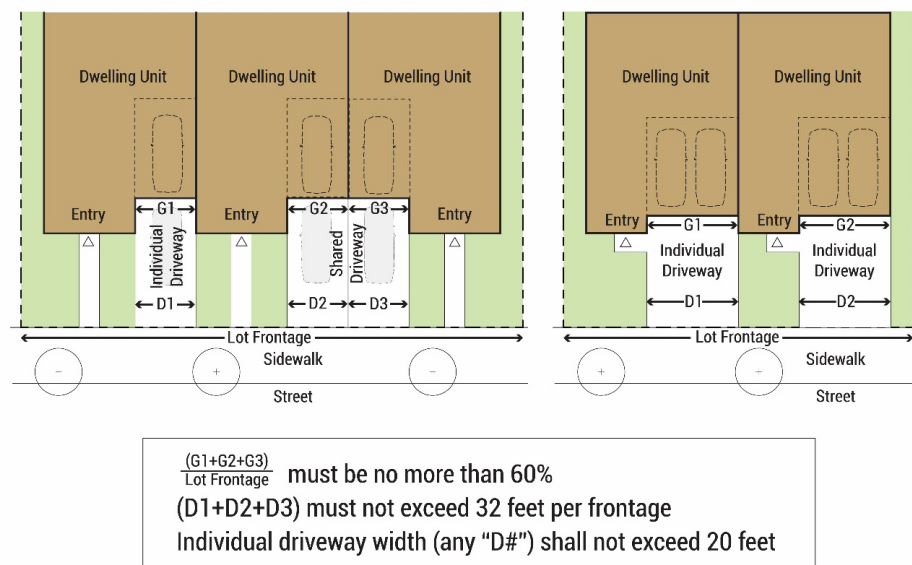 Dwelling Unit
Dwelling Unit
Dwelling Unit
G1
G2
G3
Entry
Entry
Entry
Individual
Driveway
Shared
Driveway
D1
D2
D3
Lot Frontage
Sidewalk
Street
Dwelling Unit
Dwelling Unit
Entry
G1
Entry
G2
Individual
Driveway
Individual
Driveway
D1
D2
Lot Frontage
Sidewalk
Street
(G1+G2+G3)
Lot Frontage
must be no more than 60%
(D1+D2+D3) must not exceed 32 feet per frontage
Individual driveway width (any “D#”) shall not exceed 20 feet